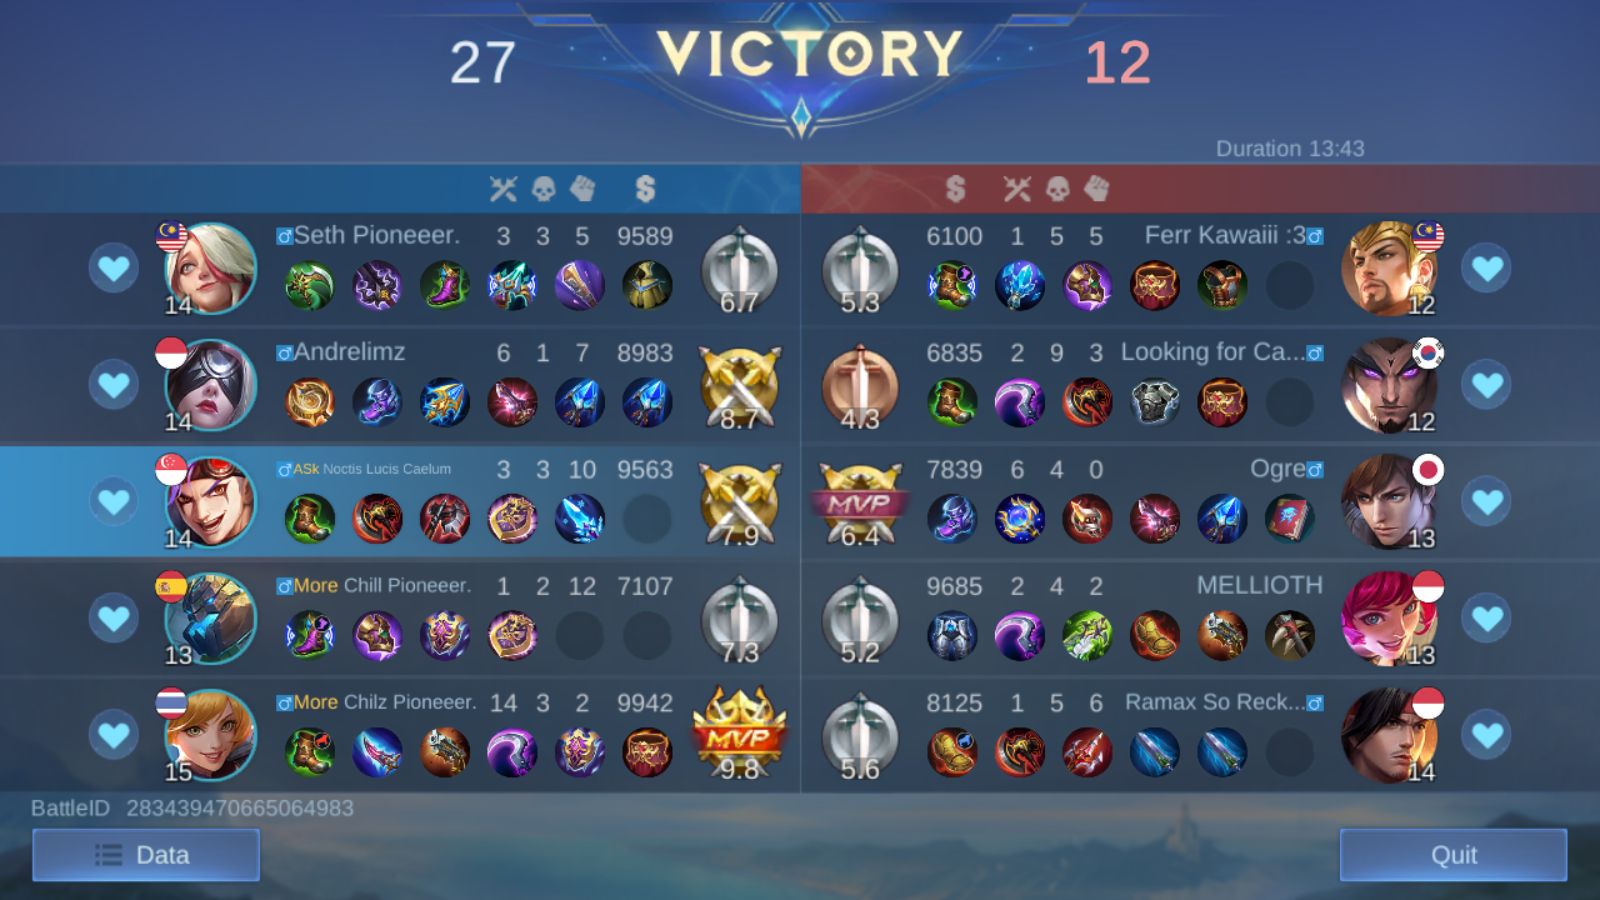 27 VICTORY 12
Duration 13:43
Seth Pioneeer. 3 3 5 9589 6.7 14
5.3 6100 1 5 5 Ferr Kawaiii :3 12
Andrelimz 6 1 7 8983 8.7 14
4.3 6835 2 9 3 Looking for Ca... 12
ASk Noctis Lucis Caelum 3 3 10 9563 7.9 14
MVP 6.4 7839 6 4 0 Ogre 13
More Chill Pioneeer. 1 2 12 7107 7.3 13
5.2 9685 2 4 2 MELLIOTH 13
More Chilz Pioneeer. 14 3 2 9942 MVP 9.8 15
5.6 8125 1 5 6 Ramax So Reck... 14
BattleID 283439470665064983
Data
Quit